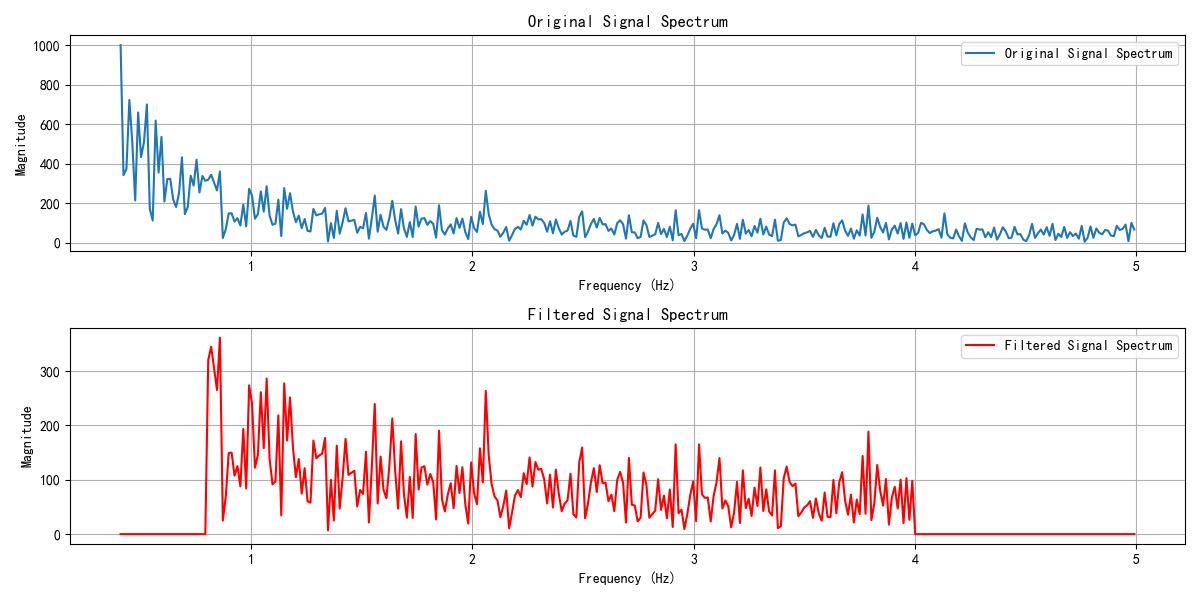 Original Signal Spectrum
Original Signal Spectrum
1000
800
600
400
200
0
Magnitude
1 2 3 4 5
Frequency (Hz)
Filtered Signal Spectrum
Filtered Signal Spectrum
300
200
100
0
Magnitude
1 2 3 4 5
Frequency (Hz)